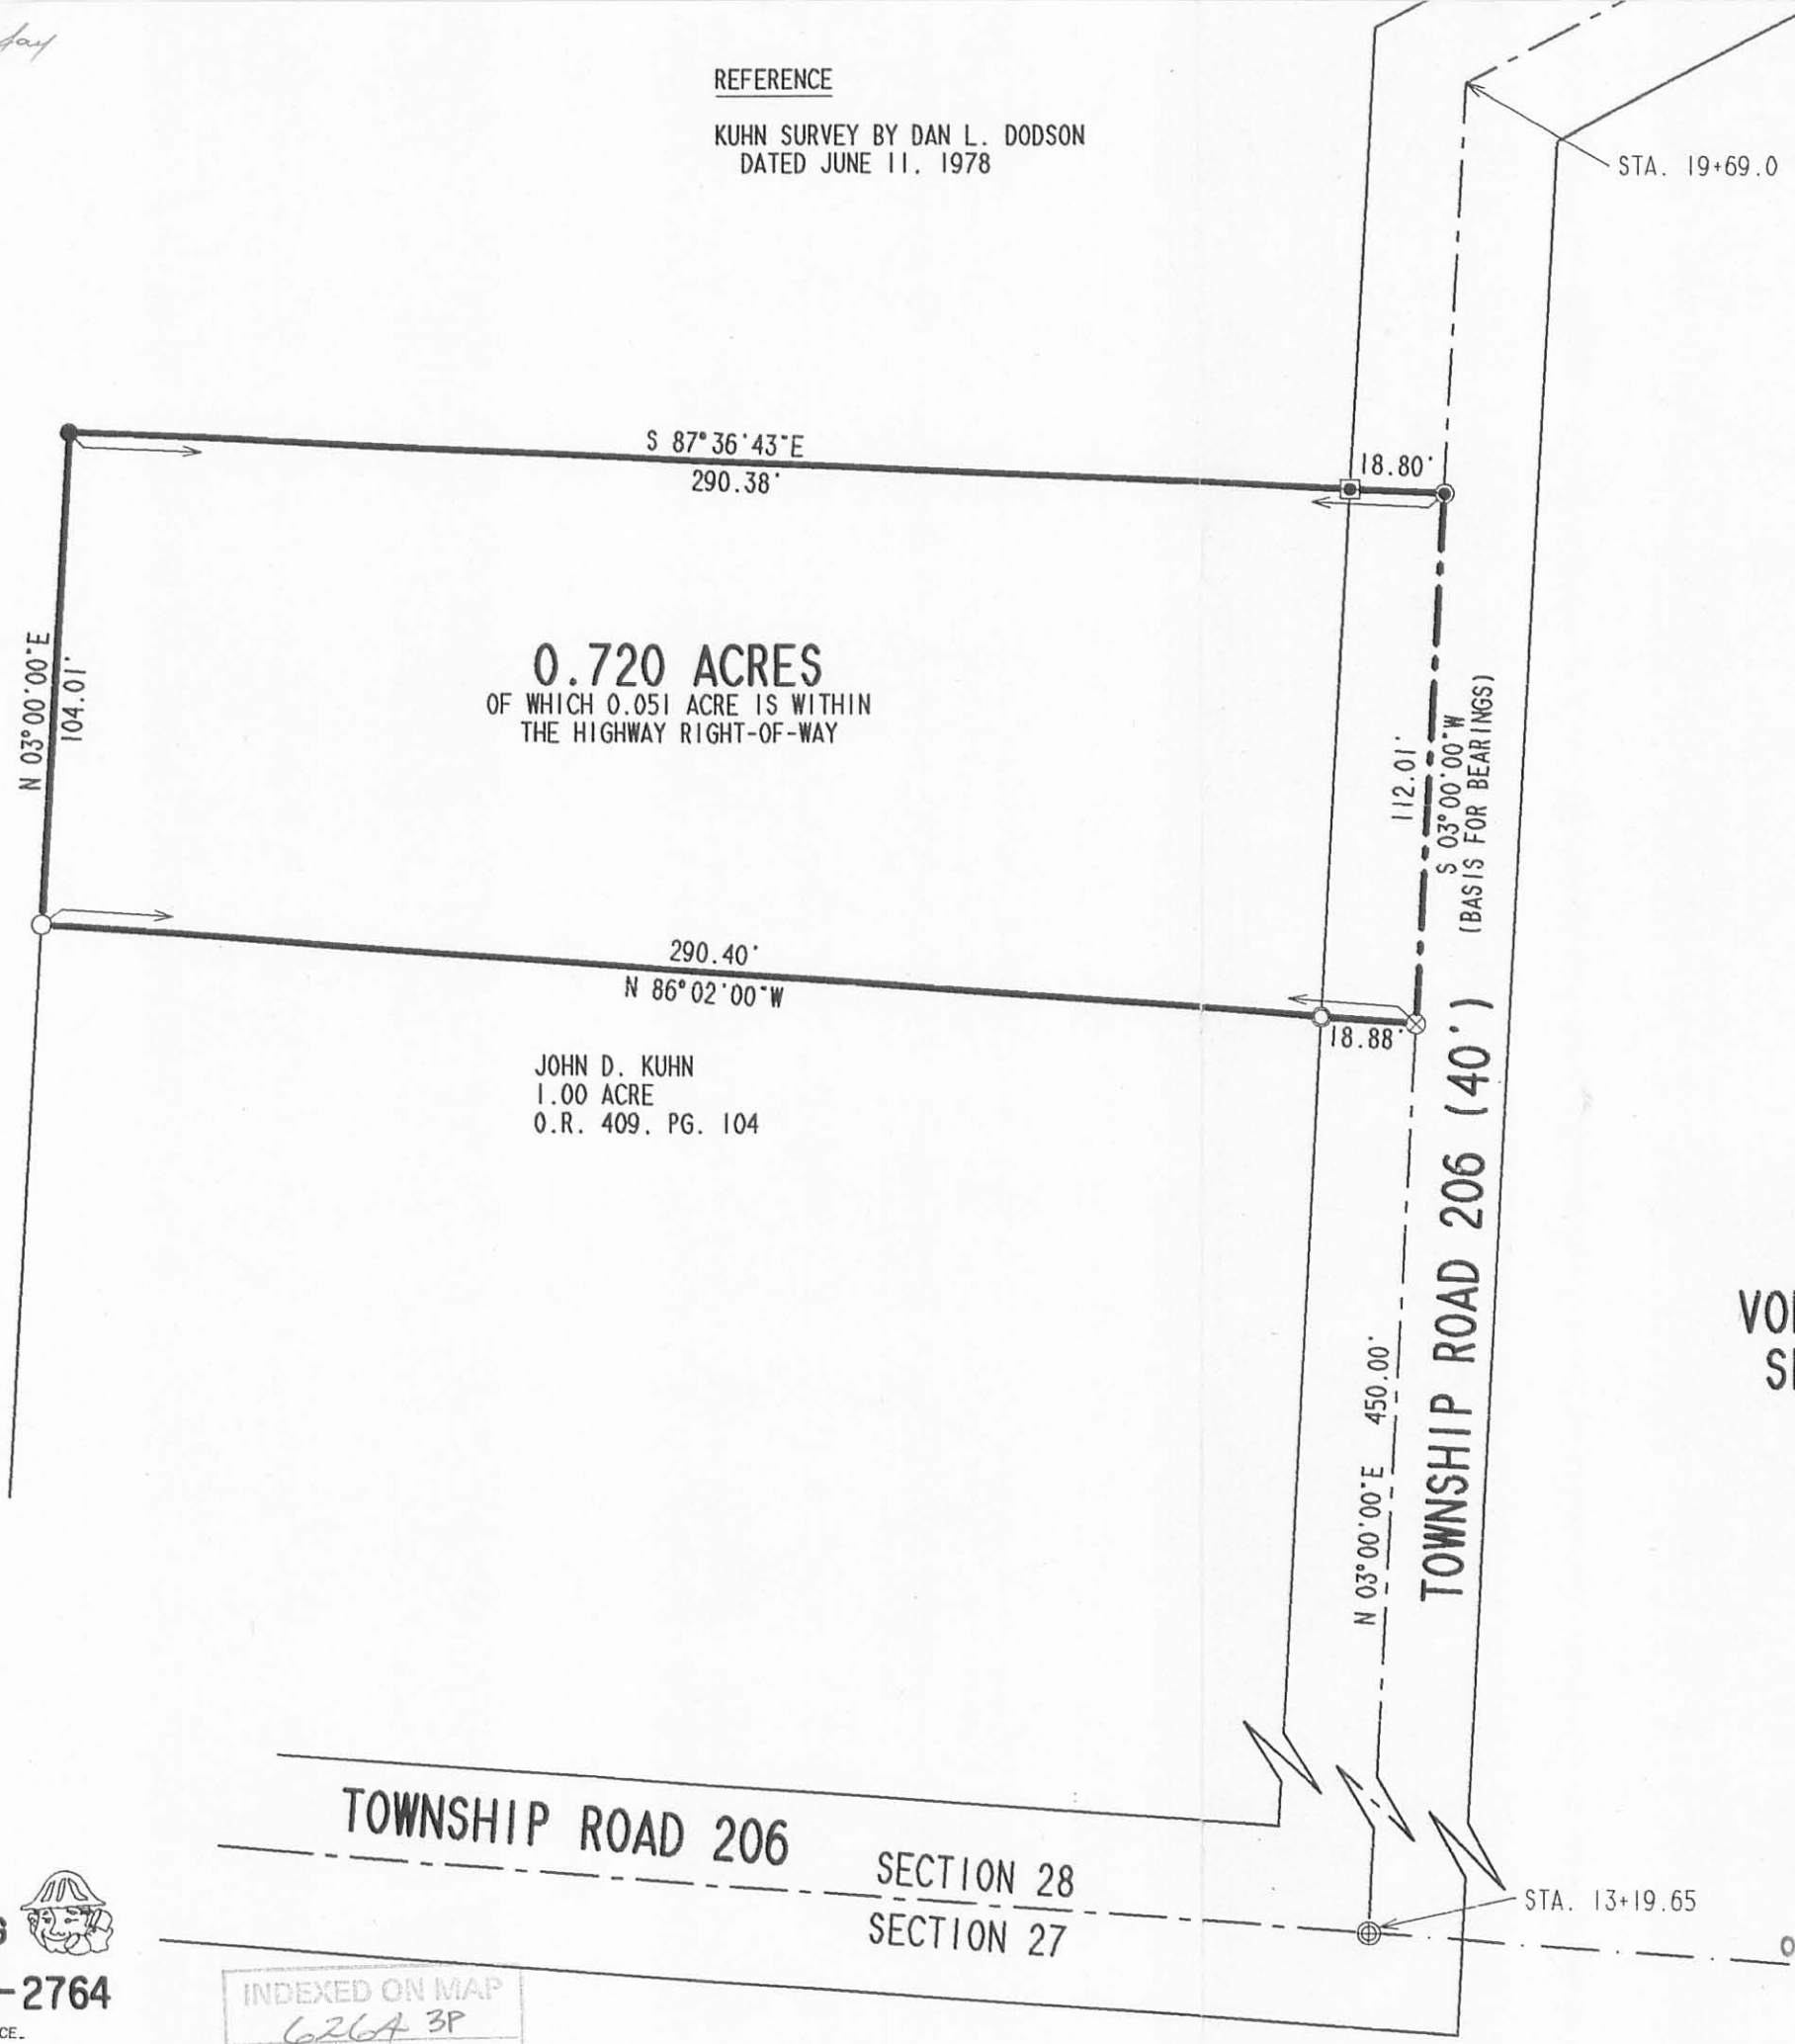 REFERENCE
KUHN SURVEY BY DAN L. DODSON
DATED JUNE 11, 1978
STA. 19+69.0
S 87°36'43"E
290.38'
18.80'
N 03°00'00"E
104.01'
0.720 ACRES
OF WHICH 0.051 ACRE IS WITHIN
THE HIGHWAY RIGHT-OF-WAY
112.01'
S 03°00'00"W
(BASIS FOR BEARINGS)
290.40'
N 86°02'00"W
18.88'
JOHN D. KUHN
1.00 ACRE
O.R. 409, PG. 104
N 03°00'00"E 450.00'
TOWNSHIP ROAD 206 (40')
TOWNSHIP ROAD 206
SECTION 28
SECTION 27
STA. 13+19.65
-2764
INDEXED ON MAP
626A 3P